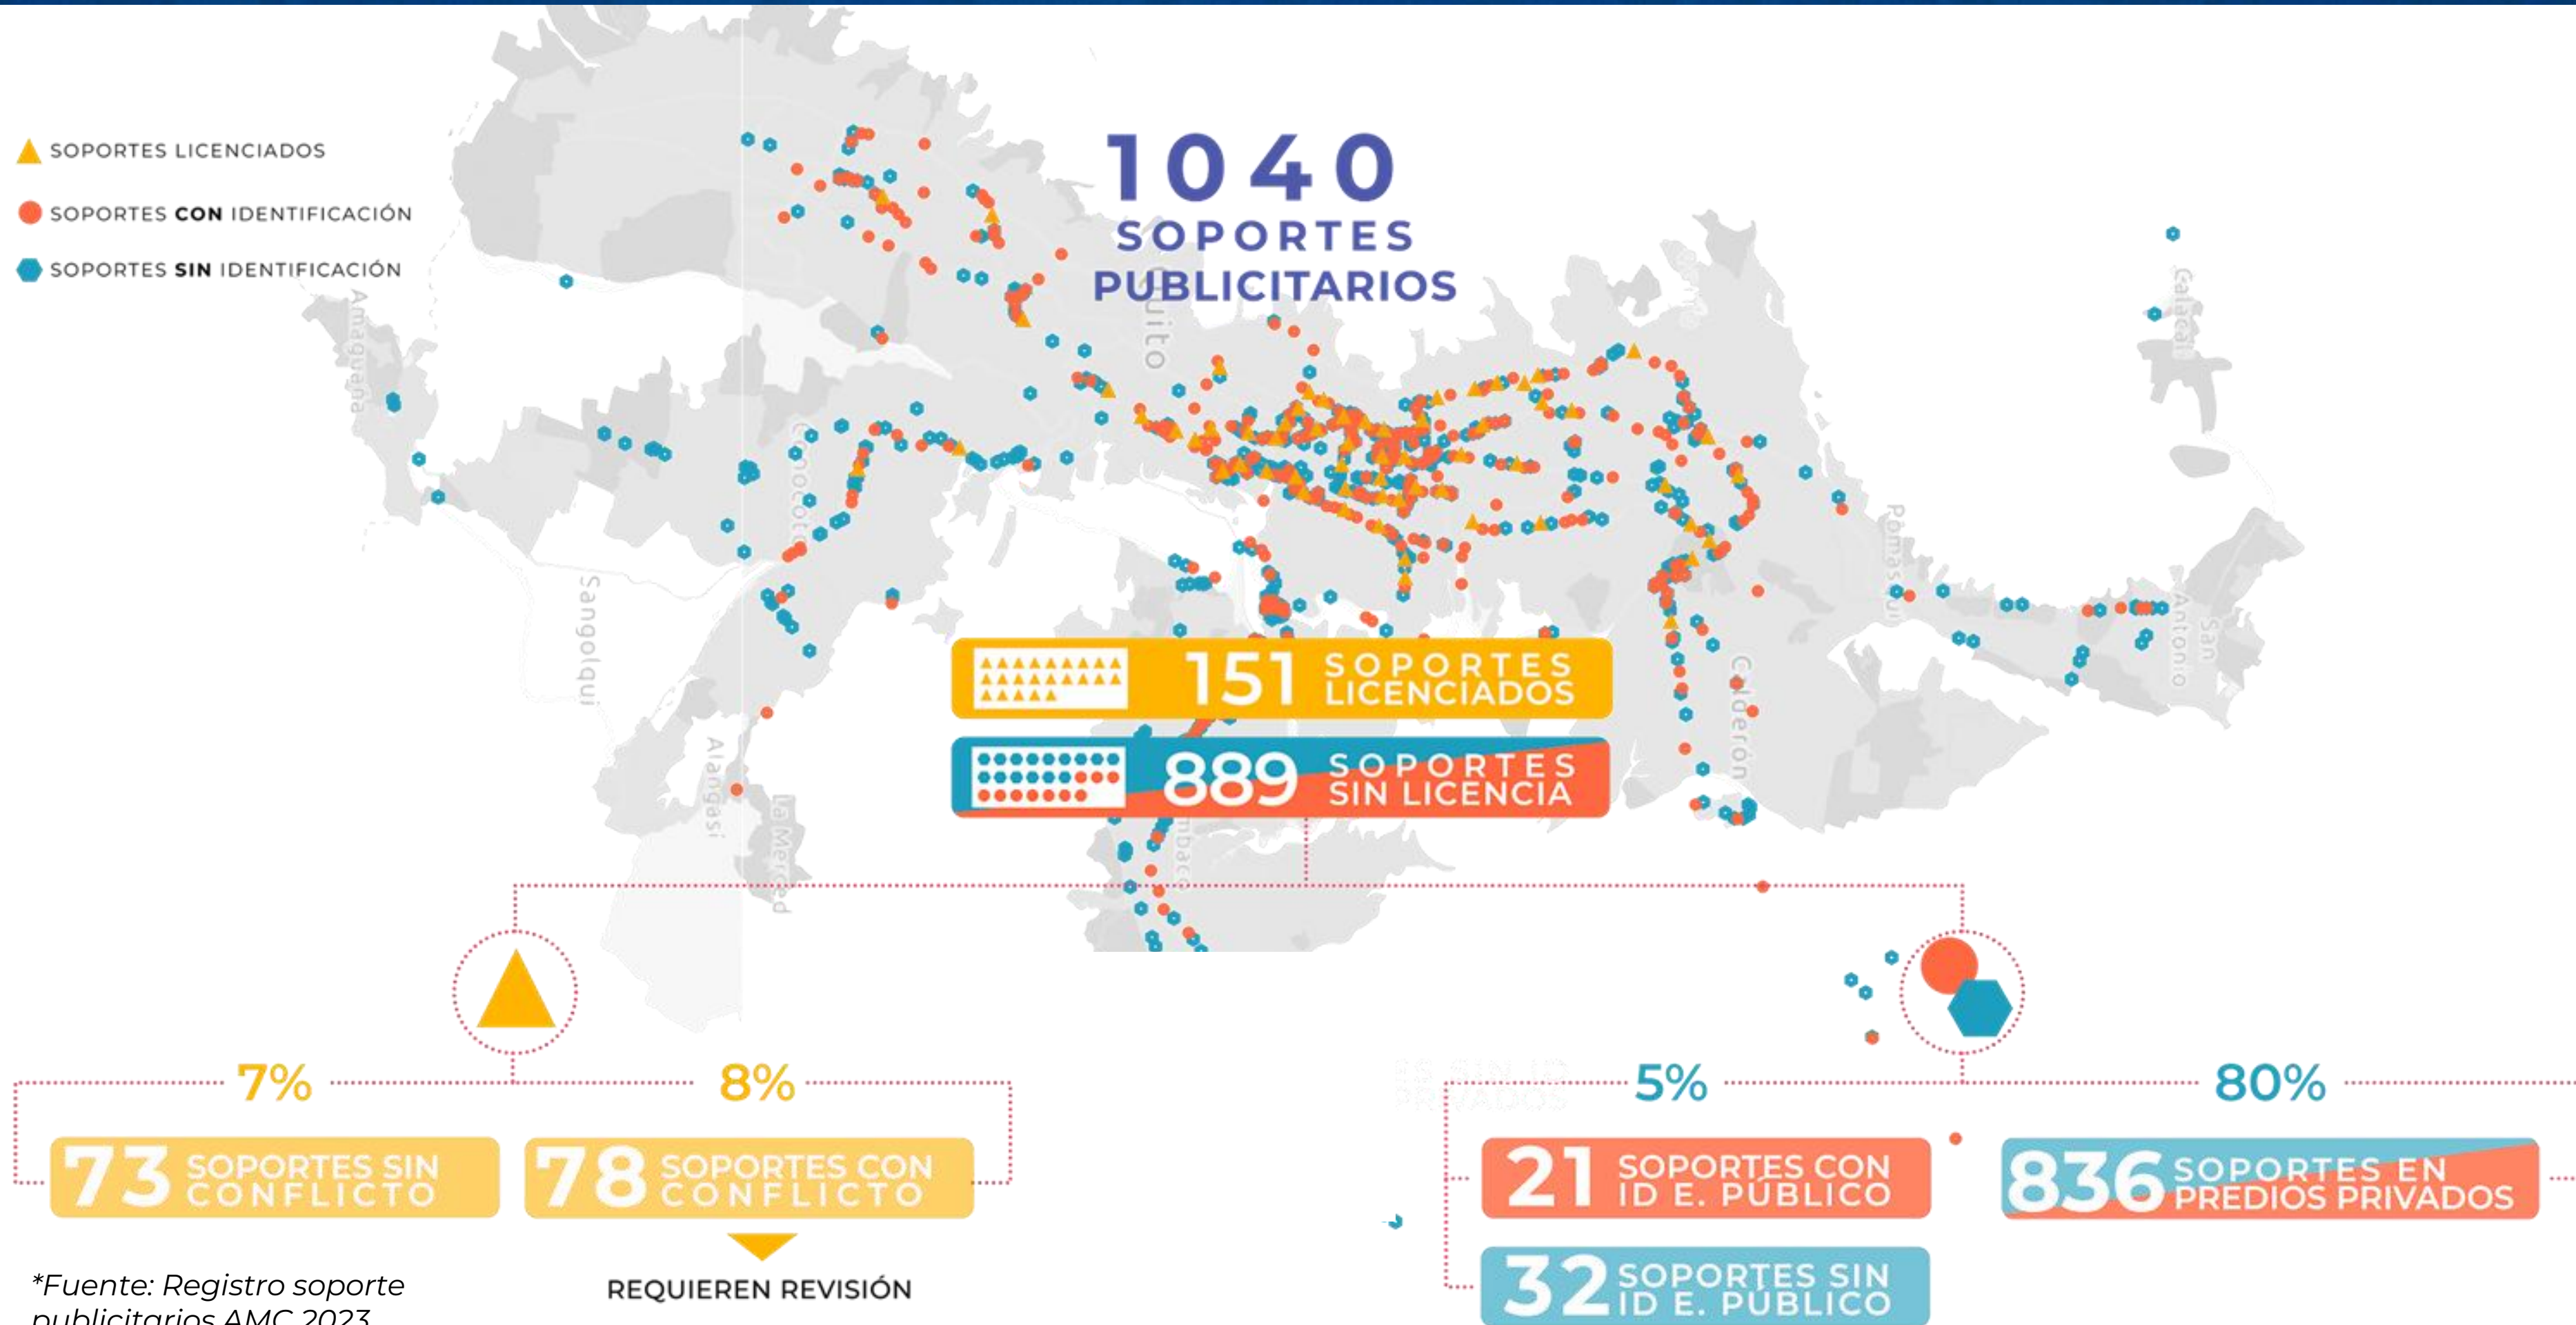 SOPORTES LICENCIADOS
SOPORTES CON IDENTIFICACIÓN
SOPORTES SIN IDENTIFICACIÓN
1040
SOPORTES
PUBLICITARIOS
Quito
Amaguaña
Conocoto
Sangolquí
Alangasí
La Merced
Calderón
Pomasqui
San
Antonio
Calacalí
151 SOPORTES
LICENCIADOS
889 SOPORTES
SIN LICENCIA
7%
8%
5%
80%
73 SOPORTES SIN
CONFLICTO
78 SOPORTES CON
CONFLICTO
REQUIEREN REVISIÓN
21 SOPORTES CON
ID E. PÚBLICO
32 SOPORTES SIN
ID E. PÚBLICO
836 SOPORTES EN
PREDIOS PRIVADOS
*Fuente: Registro soporte
publicitarios AMC 2023